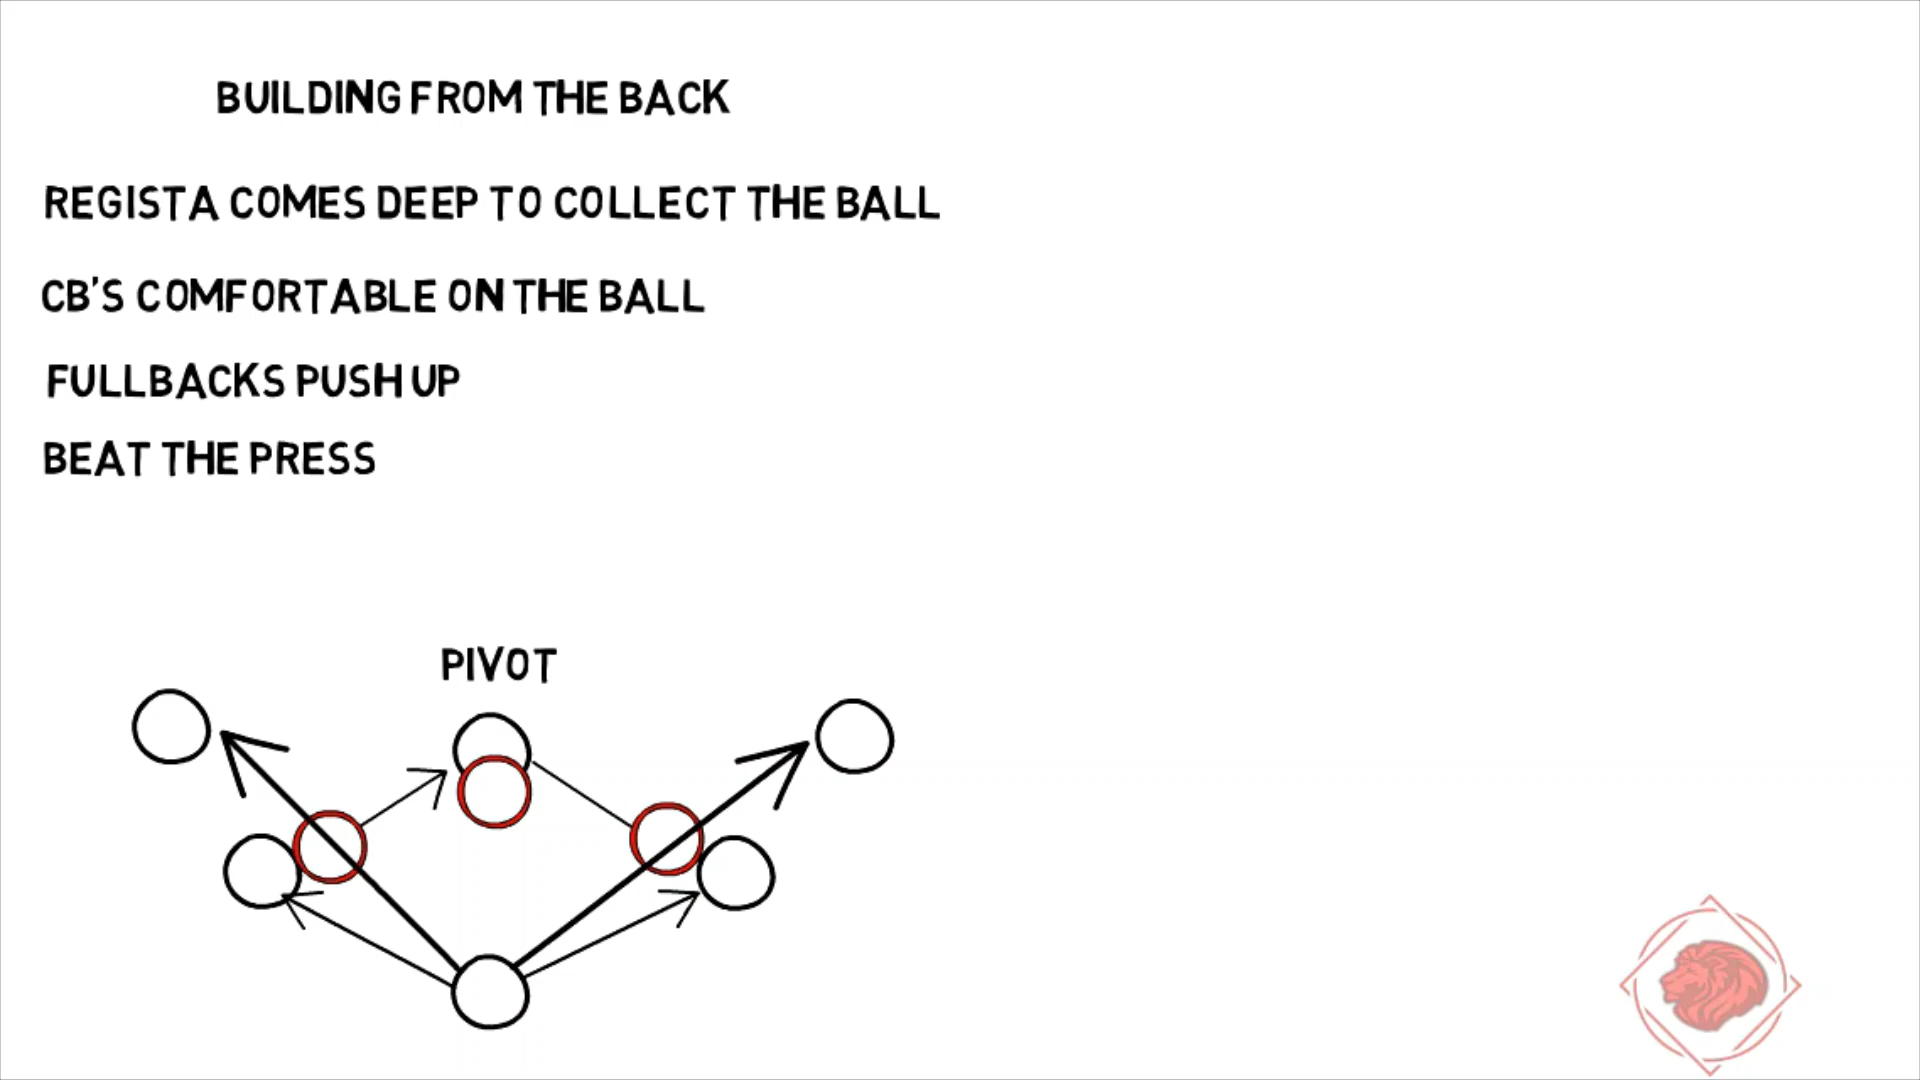 BUILDING FROM THE BACK
REGISTA COMES DEEP TO COLLECT THE BALL
CB'S COMFORTABLE ON THE BALL
FULLBACKS PUSH UP
BEAT THE PRESS
PIVOT